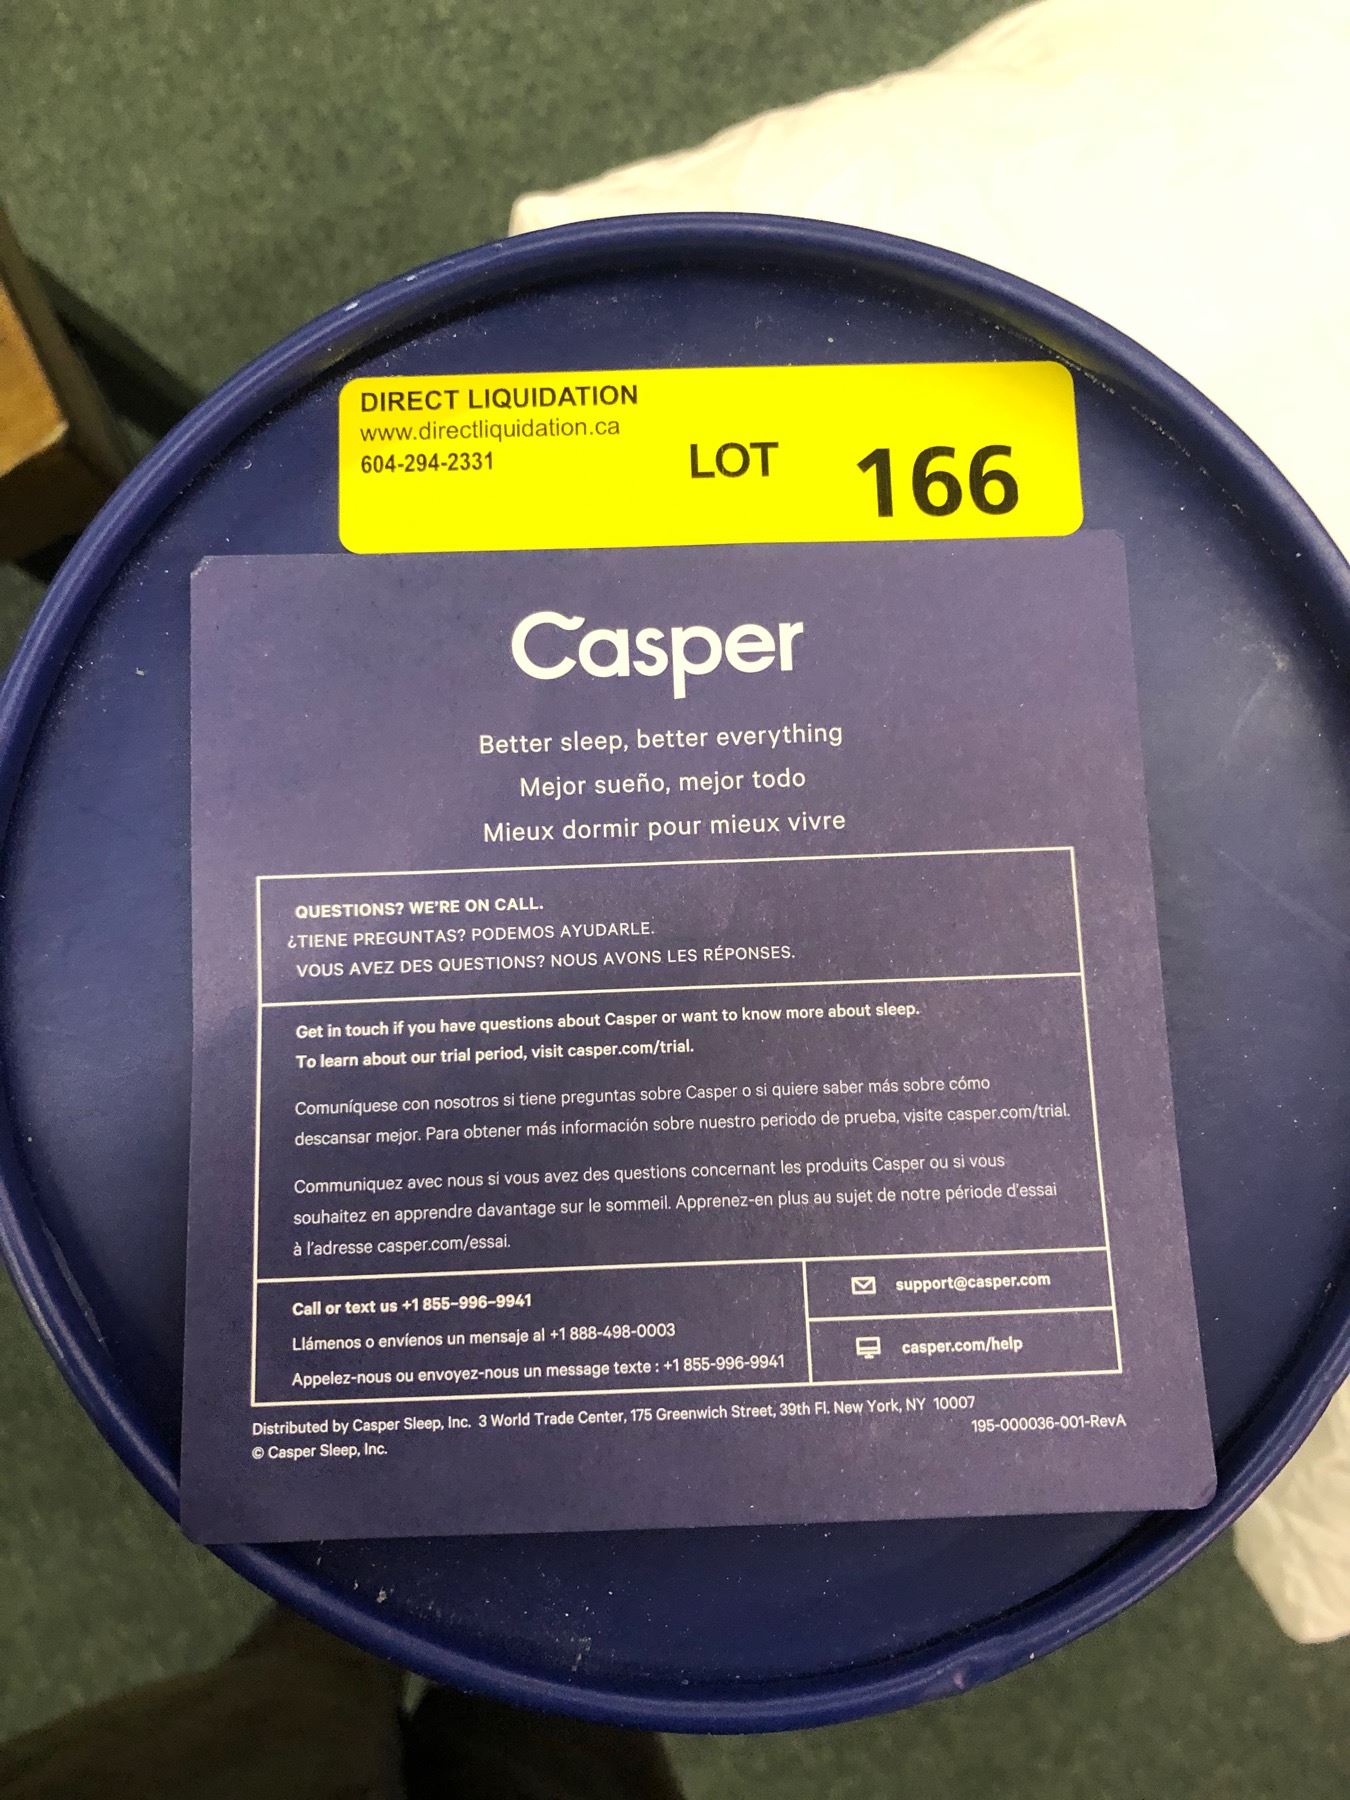 DIRECT LIQUIDATION
www.directliquidation.ca
604-294-2331
LOT 166
Casper
Better sleep, better everything
Mejor sueño, mejor todo
Mieux dormir pour mieux vivre
QUESTIONS? WE'RE ON CALL.
¿TIENE PREGUNTAS? PODEMOS AYUDARLE.
VOUS AVEZ DES QUESTIONS? NOUS AVONS LES RÉPONSES.
Get in touch if you have questions about Casper or want to know more about sleep.
To learn about our trial period, visit casper.com/trial.
Comuníquese con nosotros si tiene preguntas sobre Casper o si quiere saber más sobre cómo
descansar mejor. Para obtener más información sobre nuestro periodo de prueba, visite casper.com/trial.
Communiquez avec nous si vous avez des questions concernant les produits Casper ou si vous
souhaitez en apprendre davantage sur le sommeil. Apprenez-en plus au sujet de notre période d'essai
à l'adresse casper.com/essai.
Call or text us +1 855-996-9941
Llámenos o envíenos un mensaje al +1 888-498-0003
Appelez-nous ou envoyez-nous un message texte : +1 855-996-9941
support@casper.com
casper.com/help
Distributed by Casper Sleep, Inc. 3 World Trade Center, 175 Greenwich Street, 39th Fl. New York, NY 10007
195-000036-001-RevA
© Casper Sleep, Inc.